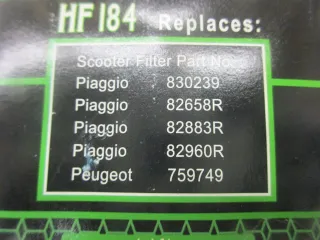 HF184 Replaces:
Scooter Filter Part No.:
Piaggio 830239
Piaggio 82658R
Piaggio 82883R
Piaggio 82960R
Peugeot 759749